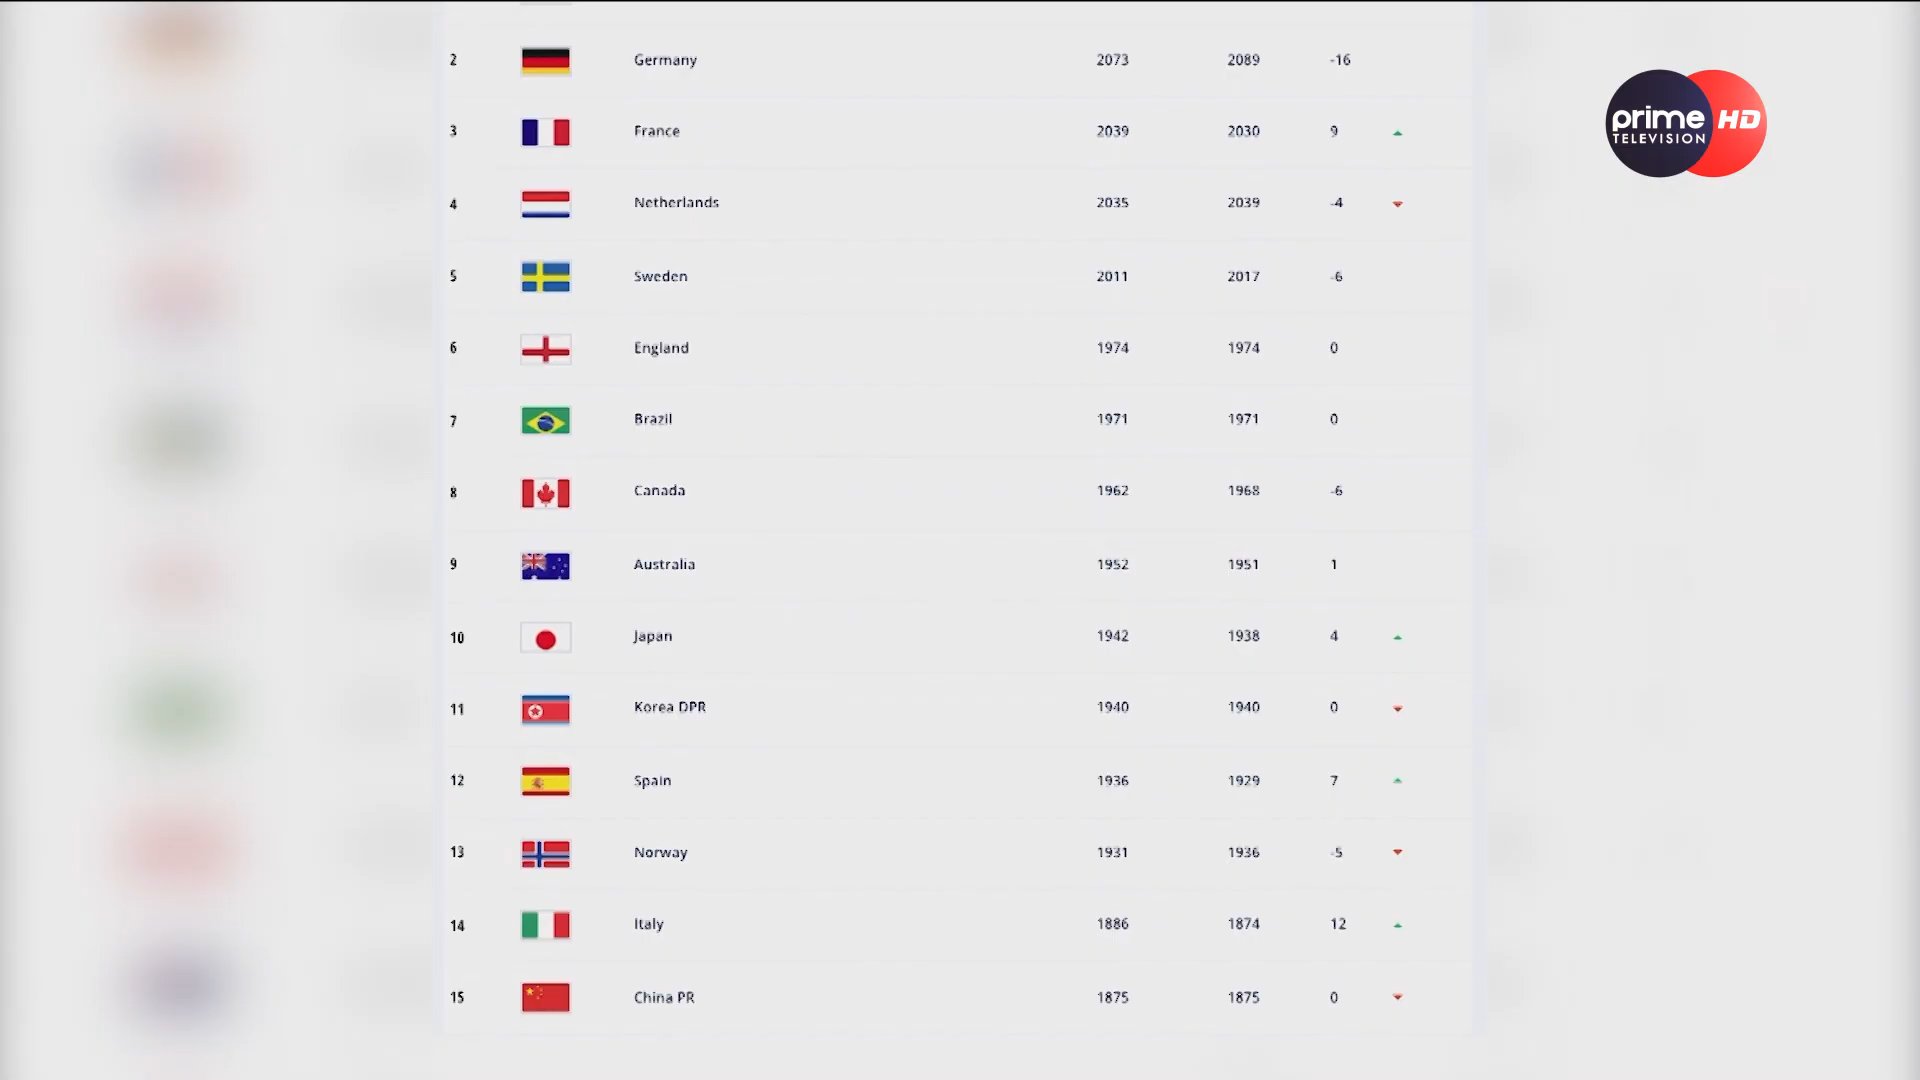 2 Germany 2073 2089 -16
prime HD
TELEVISION
3 France 2039 2030 9
4 Netherlands 2035 2039 -4
5 Sweden 2011 2017 -6
6 England 1974 1974 0
7 Brazil 1971 1971 0
8 Canada 1962 1968 -6
9 Australia 1952 1951 1
10 Japan 1942 1938 4
11 Korea DPR 1940 1940 0
12 Spain 1936 1929 7
13 Norway 1931 1936 -5
14 Italy 1886 1874 12
15 China PR 1875 1875 0